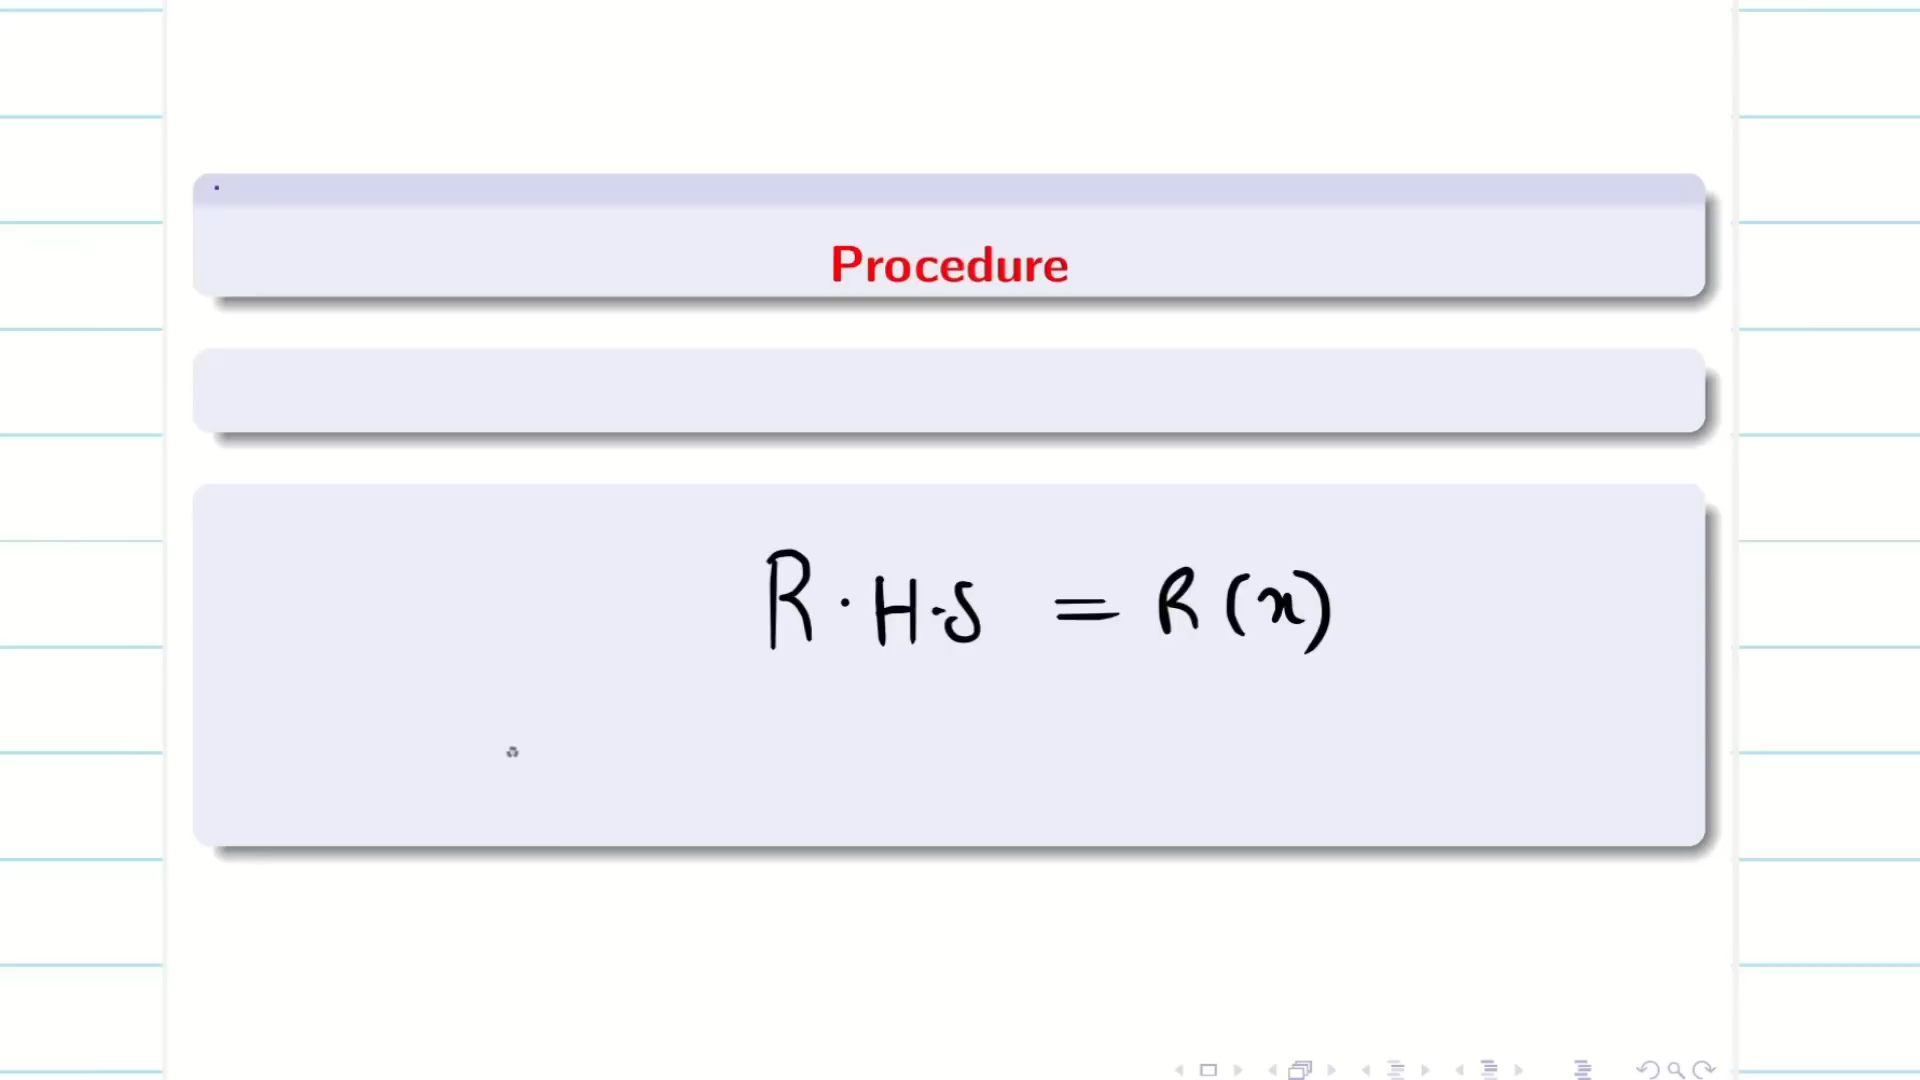 Procedure
R.H.S = R(x)